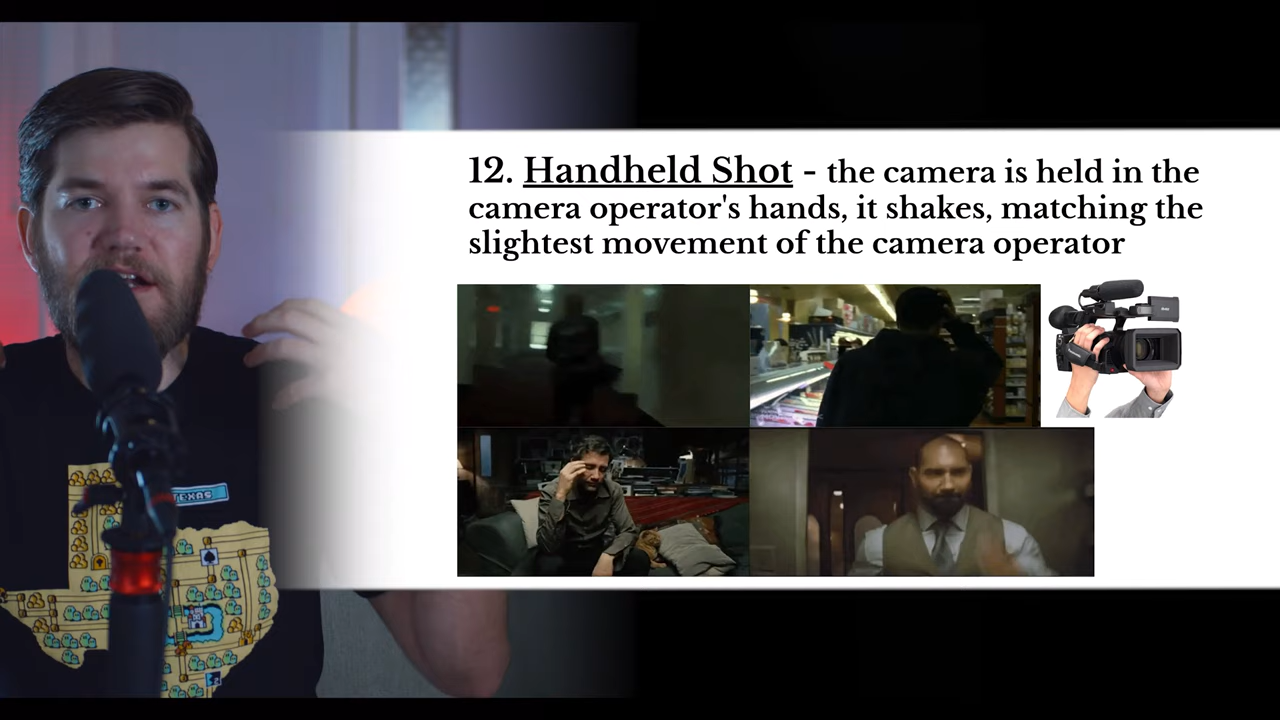 12. Handheld Shot - the camera is held in the
camera operator's hands, it shakes, matching the
slightest movement of the camera operator
TEXAS